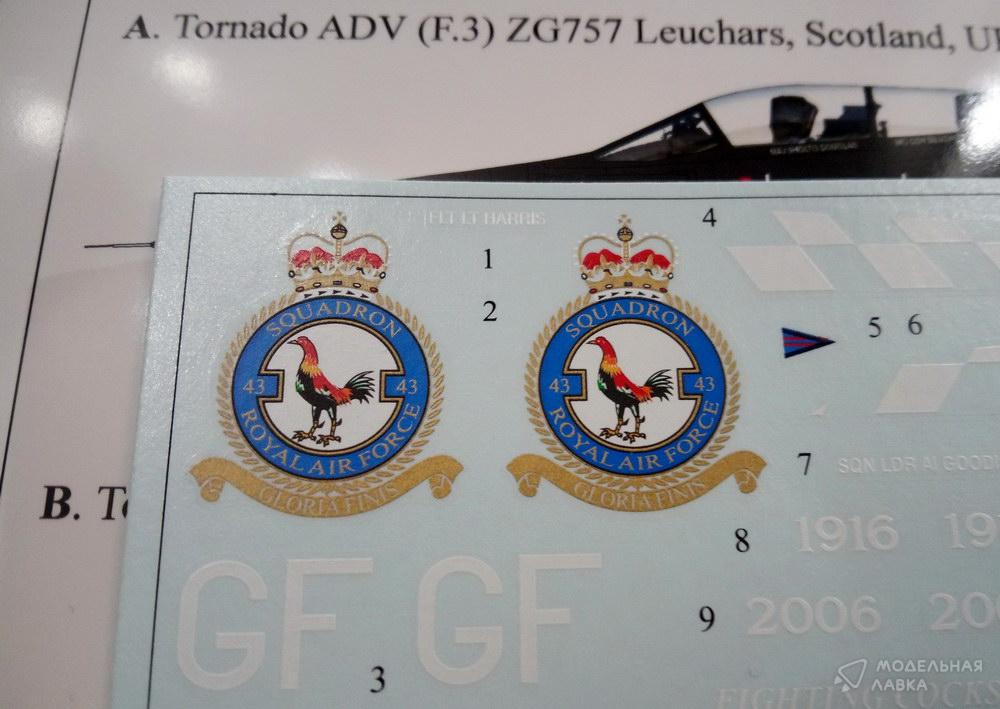 A. Tornado ADV (F.3) ZG757 Leuchars, Scotland,
FLT LT HARRIS
4
1
2
5 6
SQUADRON
43 43
ROYAL AIR FORCE
GLORIA FINIS
SQUADRON
43 43
ROYAL AIR FORCE
GLORIA FINIS
7
SQN LDR AJ
B.
8
1916
GF GF
9
2006
3
FIGHTING COCKS
МОДЕЛЬНАЯ
ЛАВКА